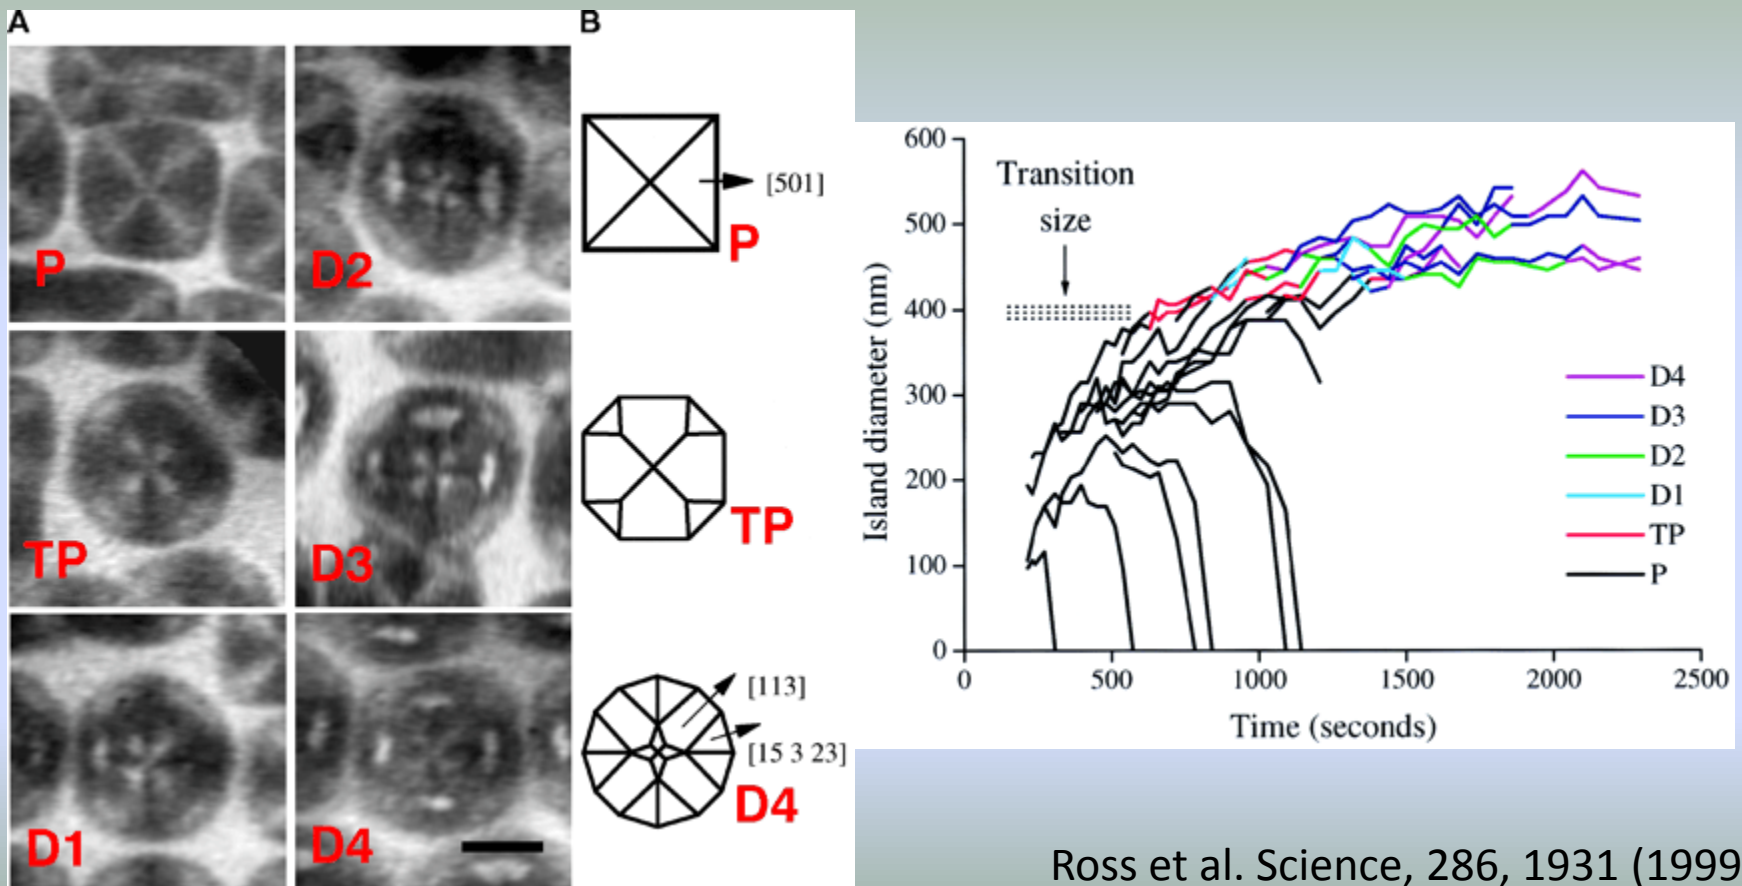 A
B
P
D2
[501]
P
TP
D3
TP
D1
D4
[113]
[15 3 23]
D4
600
500
400
300
200
100
0
Island diameter (nm)
Transition
size
D4
D3
D2
D1
TP
P
0 500 1000 1500 2000 2500
Time (seconds)
Ross et al. Science, 286, 1931 (1999